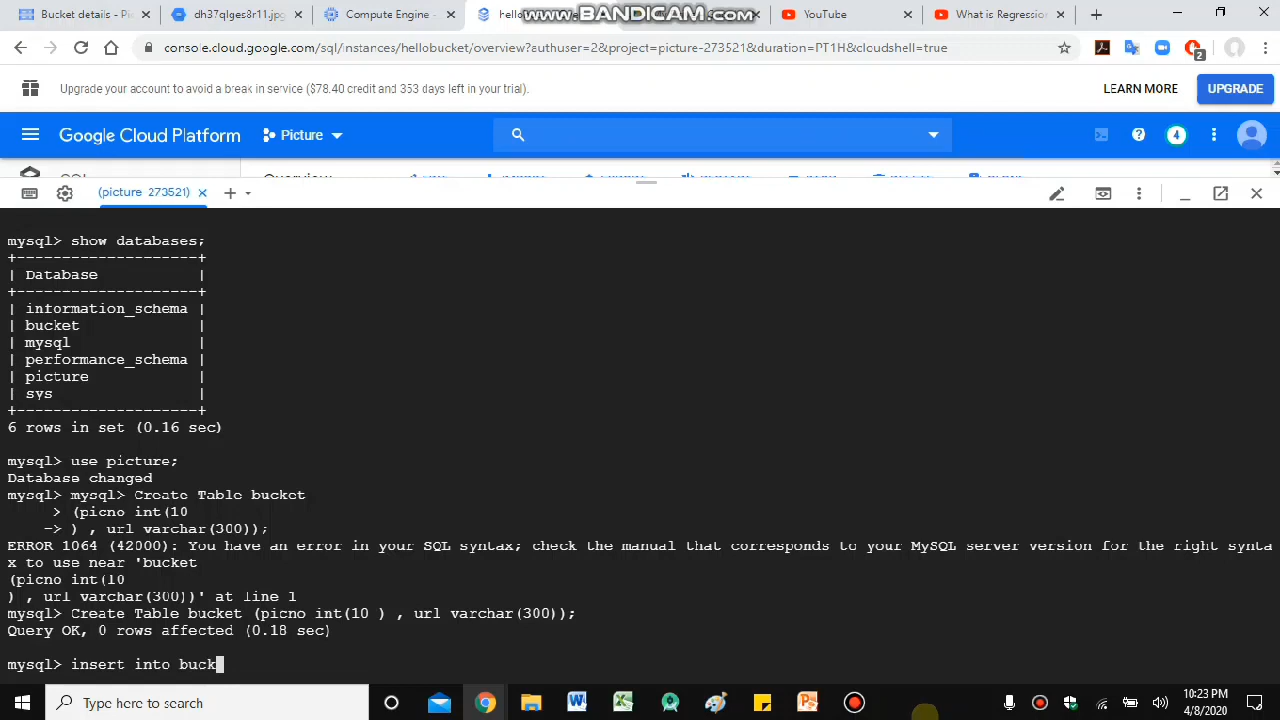 Bucket details - Pi
dh37qlger3r11.jpg
Compute Engine -
hell
www.BANDICAM.com
YouTube
What is Regression
console.cloud.google.com/sql/instances/hellobucket/overview?authuser=2&project=picture-273521&duration=PT1H&cloudshell=true
2
Upgrade your account to avoid a break in service ($78.40 credit and 353 days left in your trial).
LEARN MORE
UPGRADE
Google Cloud Platform
Picture
4
(picture 273521)
mysql> show databases;
+--------------------+
| Database           |
+--------------------+
| information_schema |
| bucket             |
| mysql              |
| performance_schema |
| picture            |
| sys                |
+--------------------+
6 rows in set (0.16 sec)
mysql> use picture;
Database changed
mysql> mysql> Create Table bucket
> (picno int(10
-> ) , url varchar(300));
ERROR 1064 (42000): You have an error in your SQL syntax; check the manual that corresponds to your MySQL server version for the right synta
x to use near 'bucket
(picno int(10
) , url varchar(300))' at line 1
mysql> Create Table bucket (picno int(10 ) , url varchar(300));
Query OK, 0 rows affected (0.18 sec)
mysql> insert into buck
Type here to search
10:23 PM
4/8/2020